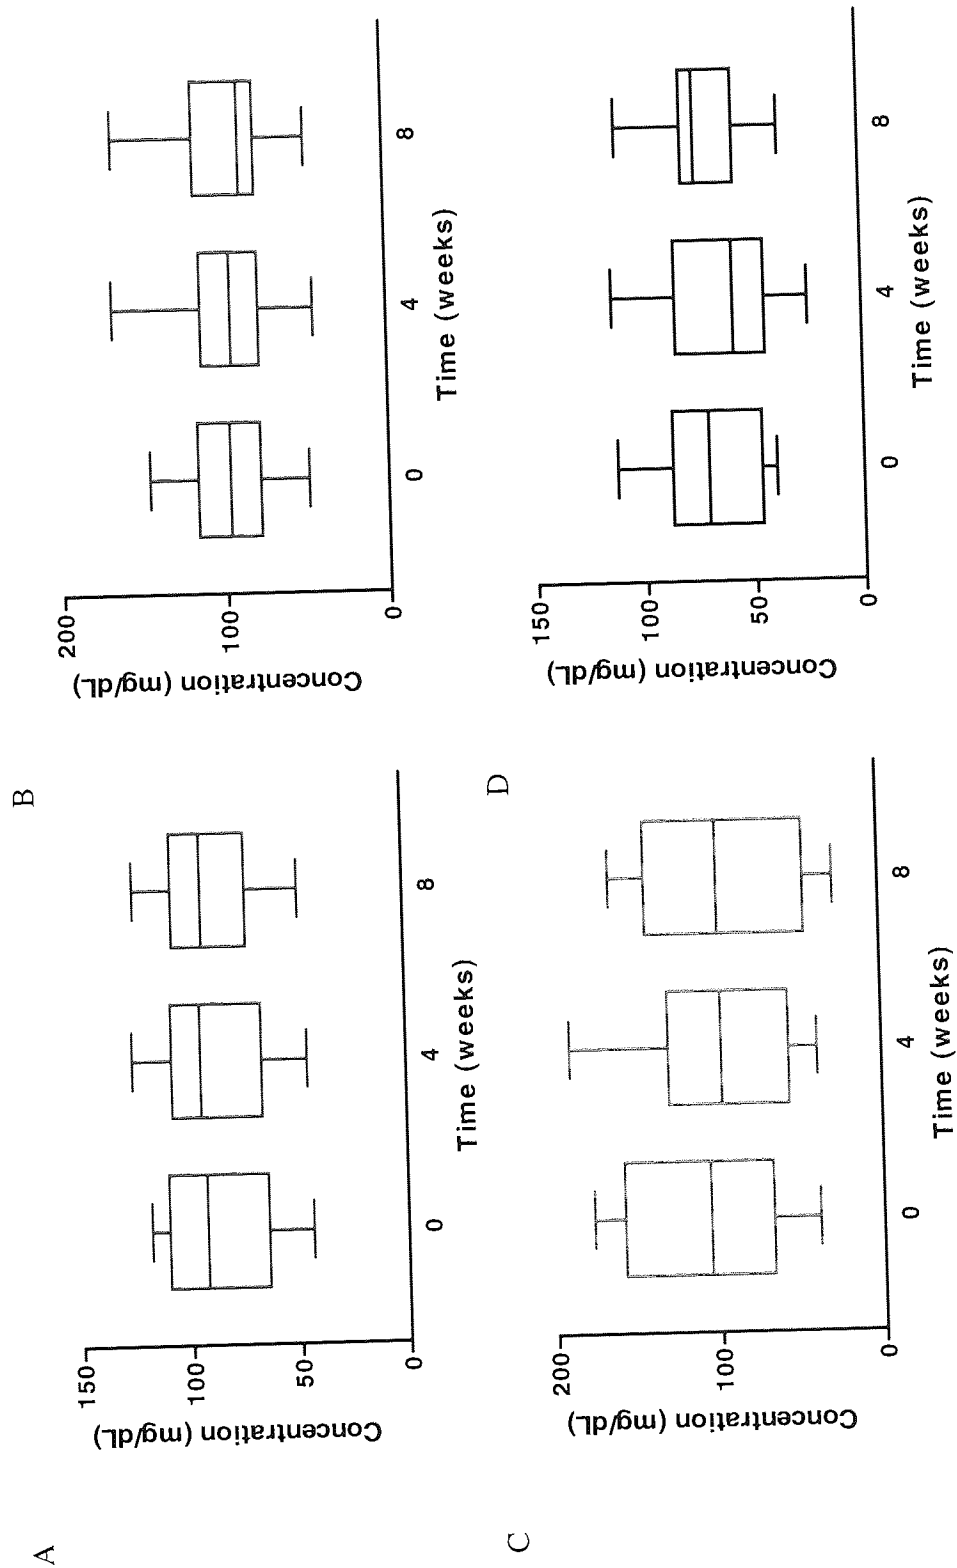 A
Concentration (mg/dL)
150
100
50
0
0 4 8
Time (weeks)
B
Concentration (mg/dL)
200
100
0
0 4 8
Time (weeks)
C
Concentration (mg/dL)
200
100
0
0 4 8
Time (weeks)
D
Concentration (mg/dL)
150
100
50
0
0 4 8
Time (weeks)